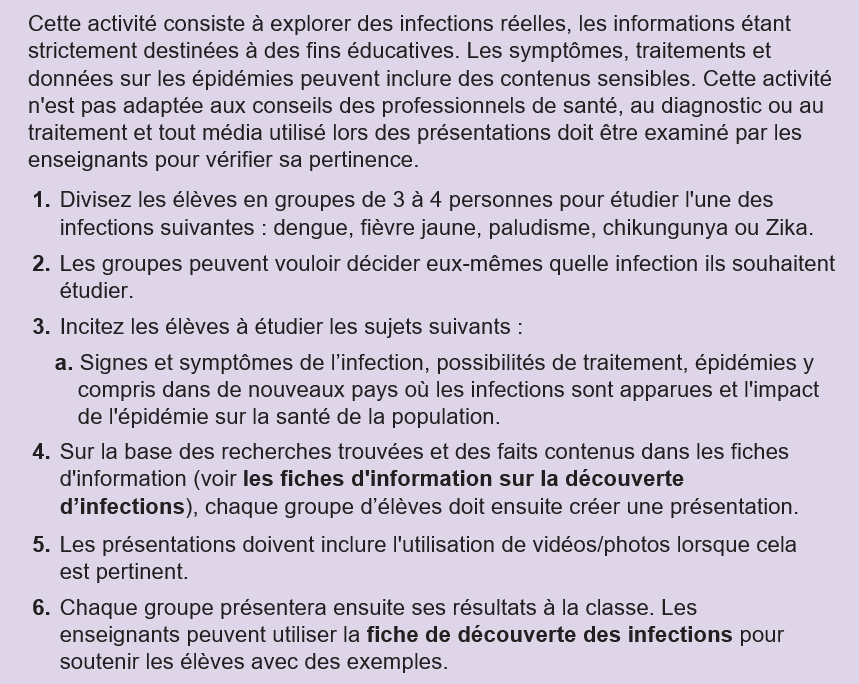 Cette activité consiste à explorer des infections réelles, les informations étant
strictement destinées à des fins éducatives. Les symptômes, traitements et
données sur les épidémies peuvent inclure des contenus sensibles. Cette activité
n'est pas adaptée aux conseils des professionnels de santé, au diagnostic ou au
traitement et tout média utilisé lors des présentations doit être examiné par les
enseignants pour vérifier sa pertinence.
1. Divisez les élèves en groupes de 3 à 4 personnes pour étudier l'une des
infections suivantes : dengue, fièvre jaune, paludisme, chikungunya ou Zika.
2. Les groupes peuvent vouloir décider eux-mêmes quelle infection ils souhaitent
étudier.
3. Incitez les élèves à étudier les sujets suivants :
a. Signes et symptômes de l’infection, possibilités de traitement, épidémies y
compris dans de nouveaux pays où les infections sont apparues et l'impact
de l'épidémie sur la santé de la population.
4. Sur la base des recherches trouvées et des faits contenus dans les fiches
d'information (voir les fiches d'information sur la découverte
d’infections), chaque groupe d’élèves doit ensuite créer une présentation.
5. Les présentations doivent inclure l'utilisation de vidéos/photos lorsque cela
est pertinent.
6. Chaque groupe présentera ensuite ses résultats à la classe. Les
enseignants peuvent utiliser la fiche de découverte des infections pour
soutenir les élèves avec des exemples.